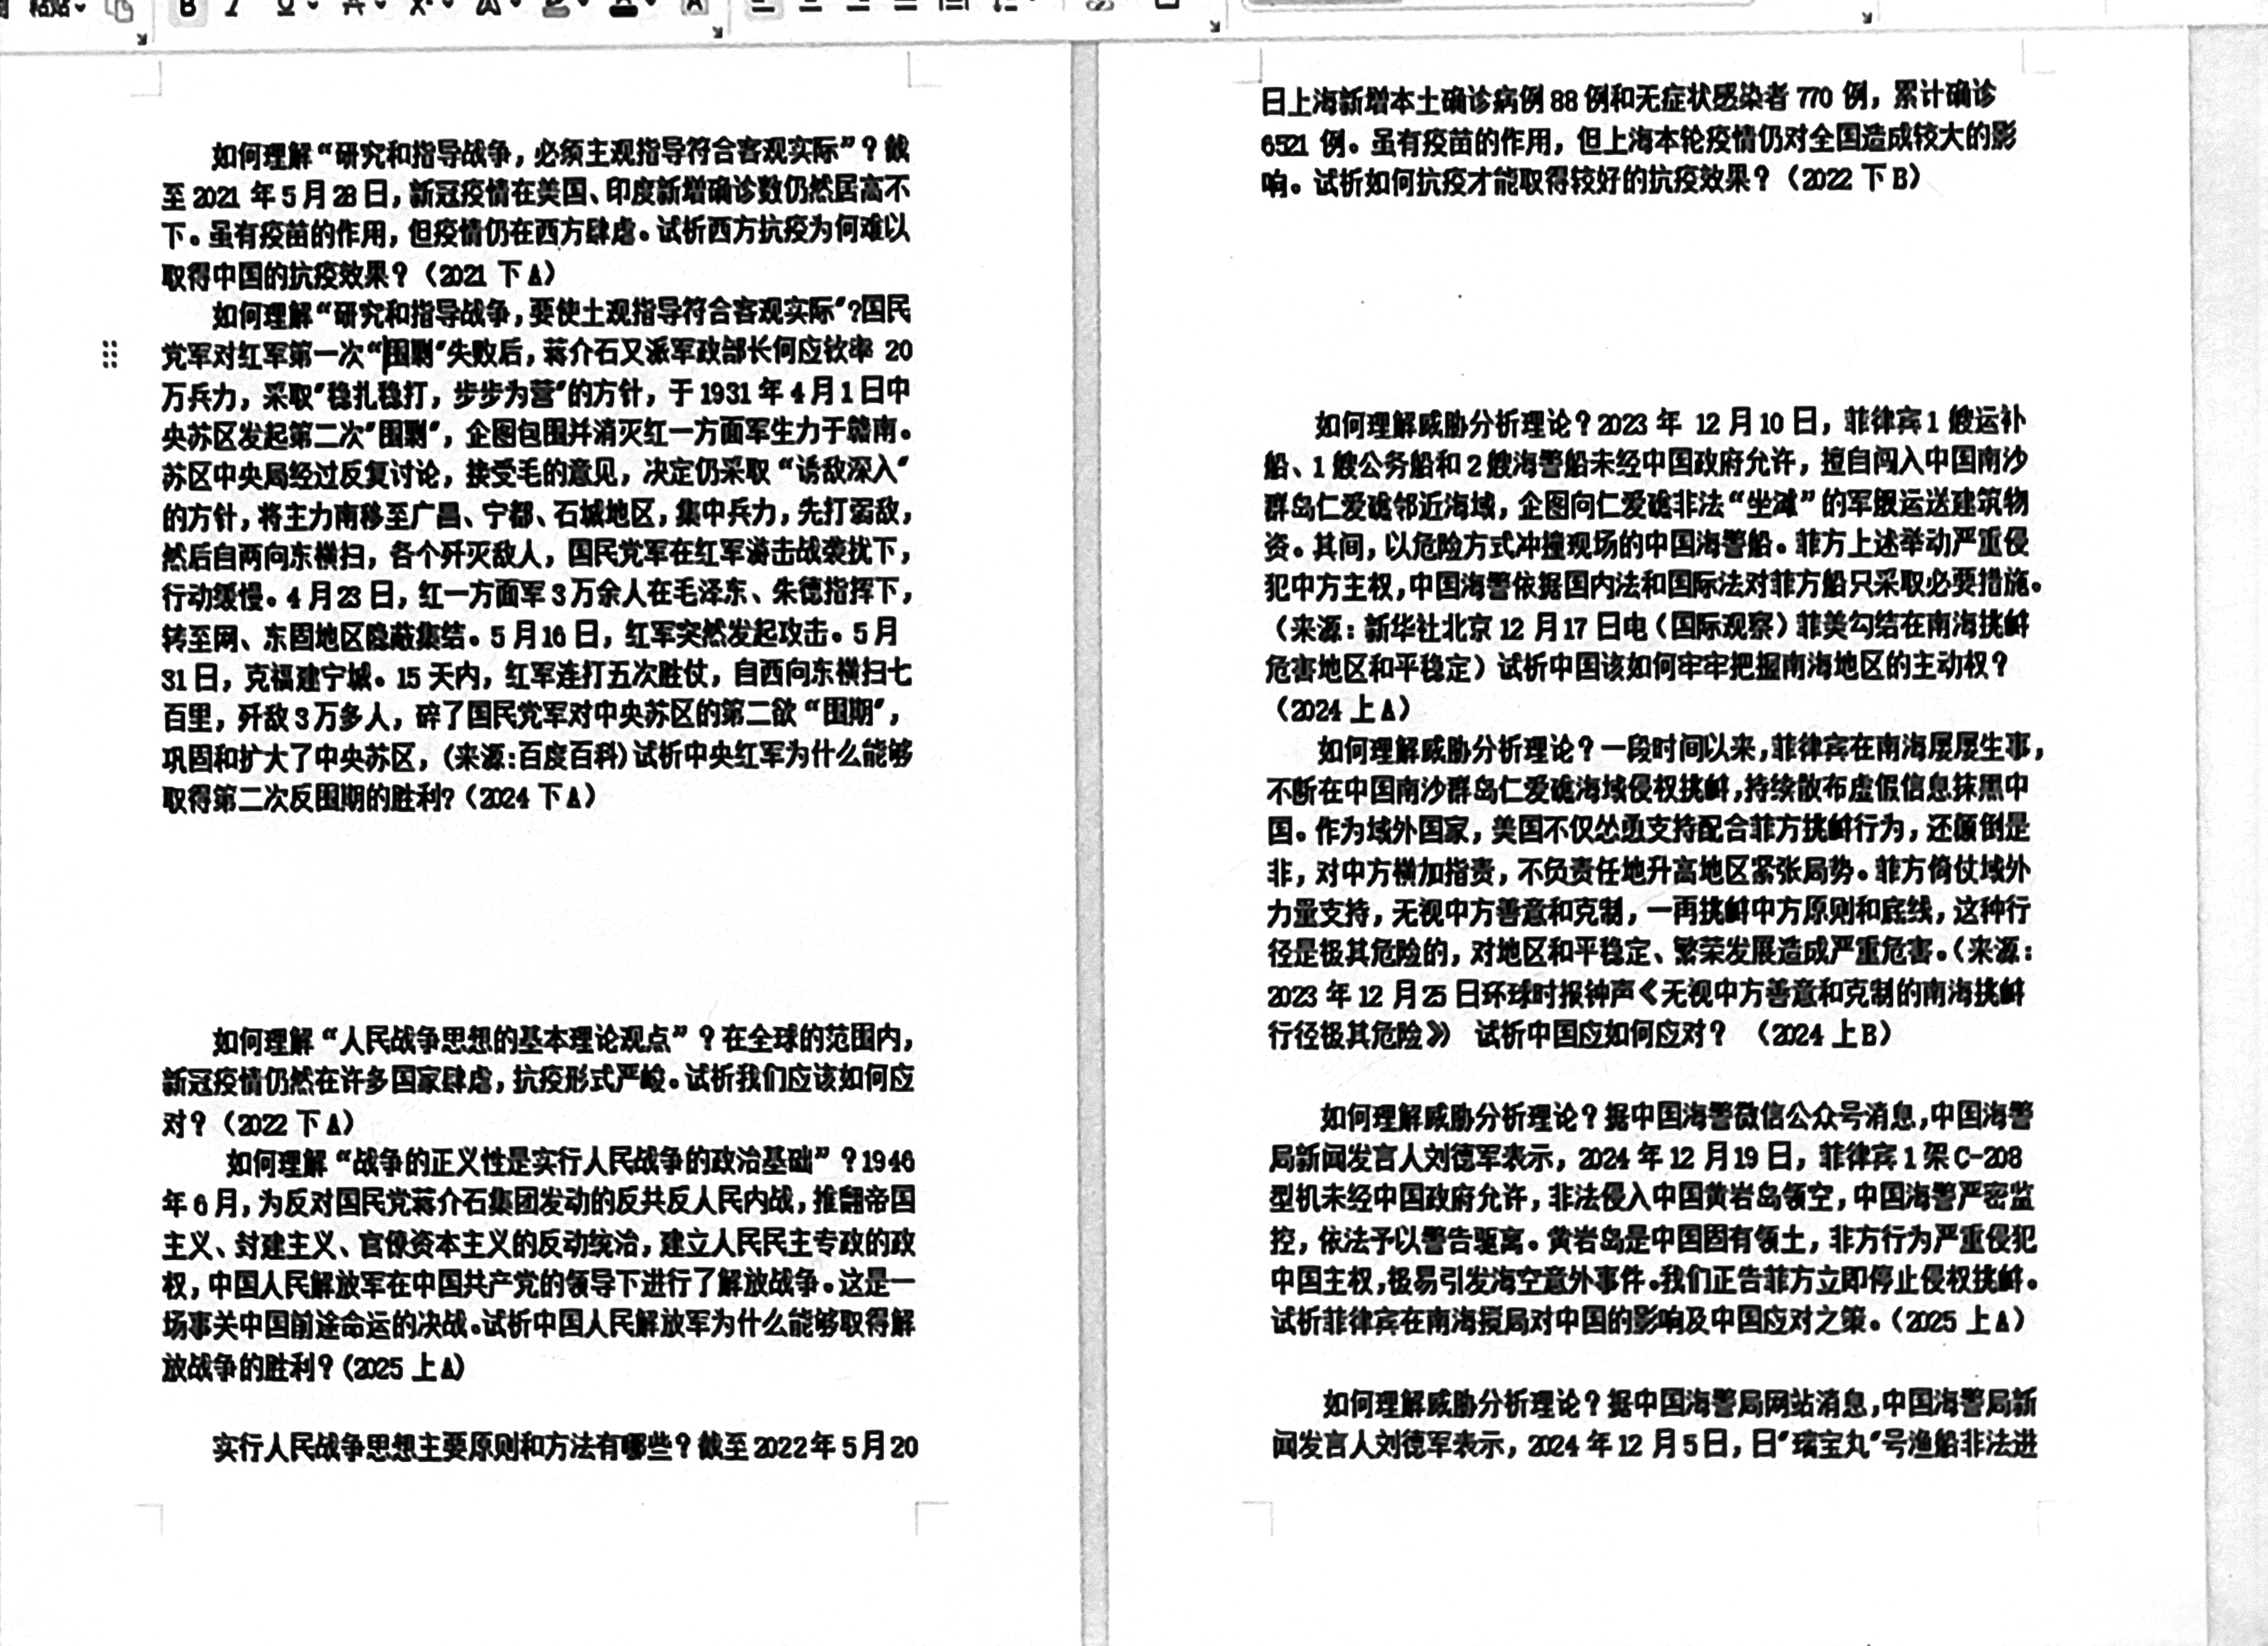 如何理解“研究和指导战争，必须主观指导符合客观实际”？截
至 2021 年 5 月 28 日，新冠疫情在美国、印度新增确诊数仍然居高不
下。虽有疫苗的作用，但疫情仍在西方肆虐。试析西方抗疫为何难以
取得中国的抗疫效果？（2021 下 A）
如何理解“研究和指导战争，要使土观指导符合客观实际"?国民
党军对红军第一次“围剿"失败后，蒋介石又派军政部长何应钦率 20
万兵力，采取"稳扎稳打，步步为营"的方针，于 1931 年 4 月 1 日中
央苏区发起第二次"围剿"，企图包围并消灭红一方面军生力于赣南。
苏区中央局经过反复讨论，接受毛的意见，决定仍采取“诱敌深入"
的方针，将主力南移至广昌、宁都、石城地区，集中兵力，先打弱敌，
然后自两向东横扫，各个歼灭敌人，国民党军在红军游击战袭扰下，
行动缓慢。4 月 23 日，红一方面军 3 万余人在毛泽东、朱德指挥下，
转至网、东固地区隐蔽集结。5 月 16 日，红军突然发起攻击。5 月
31 日，克福建宁城。15 天内，红军连打五次胜仗，自西向东横扫七
百里，歼敌 3 万多人，碎了国民党军对中央苏区的第二欲“围期"，
巩固和扩大了中央苏区，(来源:百度百科)试析中央红军为什么能够
取得第二次反围期的胜利?（2024 下 A）
如何理解“人民战争思想的基本理论观点”？在全球的范围内，
新冠疫情仍然在许多国家肆虐，抗疫形式严峻。试析我们应该如何应
对？（2022 下 A）
如何理解“战争的正义性是实行人民战争的政治基础”？1946
年 6 月，为反对国民党蒋介石集团发动的反共反人民内战，推翻帝国
主义、封建主义、官僚资本主义的反动统治，建立人民民主专政的政
权，中国人民解放军在中国共产党的领导下进行了解放战争。这是一
场事关中国前途命运的决战。试析中国人民解放军为什么能够取得解
放战争的胜利？(2025 上 A)
实行人民战争思想主要原则和方法有哪些？截至 2022 年 5 月 20
日上海新增本土确诊病例 88 例和无症状感染者 770 例，累计确诊
6521 例。虽有疫苗的作用，但上海本轮疫情仍对全国造成较大的影
响。试析如何抗疫才能取得较好的抗疫效果？（2022 下 B）
如何理解威胁分析理论？2023 年 12 月 10 日，菲律宾 1 艘运补
船、1 艘公务船和 2 艘海警船未经中国政府允许，擅自闯入中国南沙
群岛仁爱礁邻近海域，企图向仁爱礁非法“坐滩”的军舰运送建筑物
资。其间，以危险方式冲撞现场的中国海警船。菲方上述举动严重侵
犯中方主权，中国海警依据国内法和国际法对菲方船只采取必要措施。
（来源：新华社北京 12 月 17 日电（国际观察）菲美勾结在南海挑衅
危害地区和平稳定）试析中国该如何牢牢把握南海地区的主动权？
（2024 上 A）
如何理解威胁分析理论？一段时间以来，菲律宾在南海屡屡生事，
不断在中国南沙群岛仁爱礁海域侵权挑衅，持续散布虚假信息抹黑中
国。作为域外国家，美国不仅怂恿支持配合菲方挑衅行为，还颠倒是
非，对中方横加指责，不负责任地升高地区紧张局势。菲方倚仗域外
力量支持，无视中方善意和克制，一再挑衅中方原则和底线，这种行
径是极其危险的，对地区和平稳定、繁荣发展造成严重危害。（来源：
2023 年 12 月 25 日环球时报钟声《无视中方善意和克制的南海挑衅
行径极其危险》） 试析中国应如何应对？ （2024 上 B）
如何理解威胁分析理论？据中国海警微信公众号消息，中国海警
局新闻发言人刘德军表示，2024 年 12 月 19 日，菲律宾 1 架 C-208
型机未经中国政府允许，非法侵入中国黄岩岛领空，中国海警严密监
控，依法予以警告驱离。黄岩岛是中国固有领土，非方行为严重侵犯
中国主权，极易引发海空意外事件。我们正告菲方立即停止侵权挑衅。
试析菲律宾在南海搅局对中国的影响及中国应对之策。（2025 上 A）
如何理解威胁分析理论？据中国海警局网站消息，中国海警局新
闻发言人刘德军表示，2024 年 12 月 5 日，日"瑞宝丸"号渔船非法进